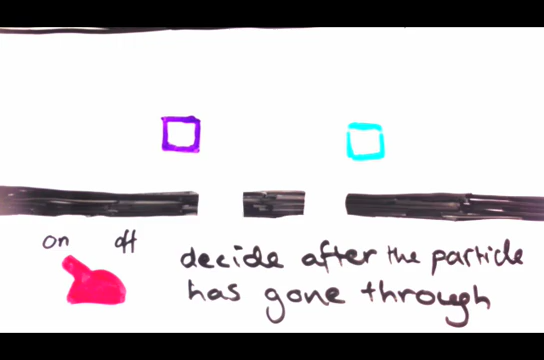 on off
decide after the particle
has gone through